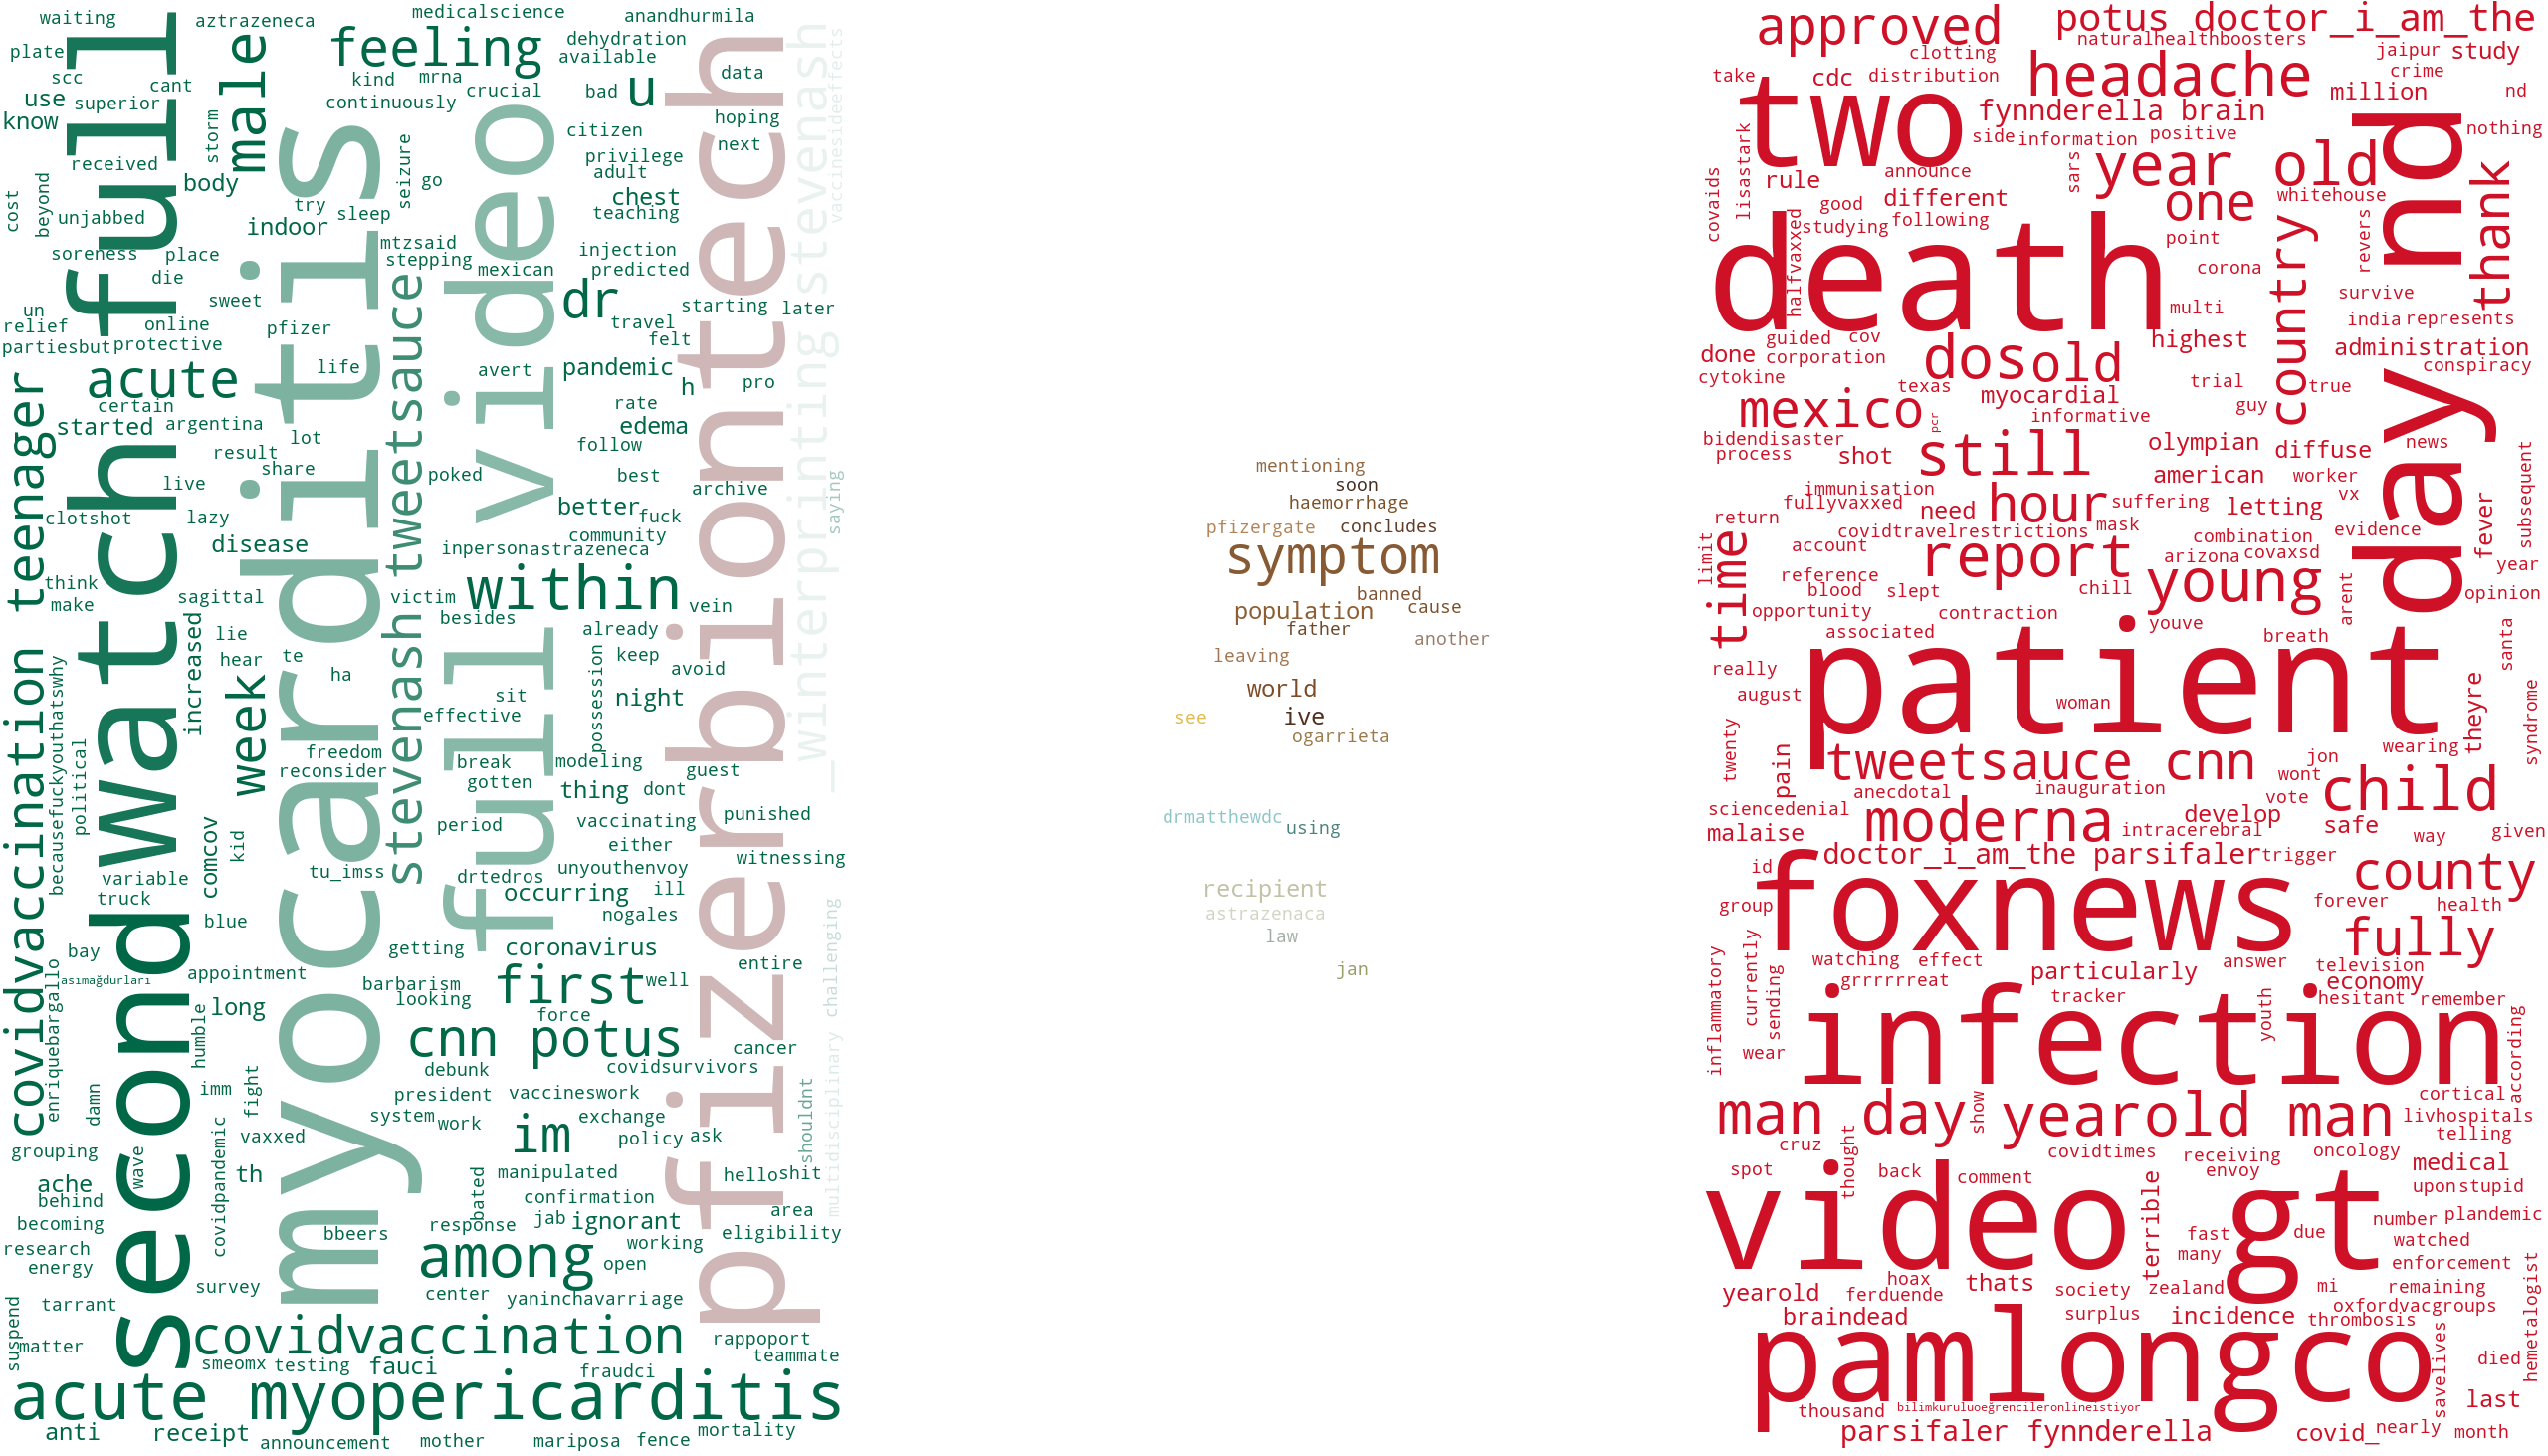 waiting
aztrazeneca
medicalscience
anandhurmila
plate
full
male
feeling
dehydration
available
scc
cant
kind
mrna
u
data
use
superior
continuously
crucial
bad
know
storm
citizen
hoping
received
privilege
next
body
seizure
go
adult
cost
beyond
unjabbed
try
sleep
chest
indoor
teaching
soreness
place
mtzsaid
stepping
injection
die
mexican
predicted
sweet
dr
starting
later
un
relief
online
pfizer
travel
partiesbut
protective
felt
life
avert
pandemic
h
pro
acute
certain
rate
started
argentina
edema
lot
follow
result
share
poked
best
live
archive
saying
clotshot
lazy
better
fuck
community
disease
inperson
astrazeneca
think
within
make
sagittal
victim
vein
besides
already
increased
lie
hear
te
keep
avoid
ha
sit
possession
night
effective
week
political
freedom
reconsider
break
modeling
gotten
guest
thing
dont
period
vaccinating
punished
either
kid
comcov
witnessing
unyouthenvoy
tu_imss
drtedros
variable
occurring
ill
truck
nogales
blue
bay
getting
coronavirus
entire
asımağdurları
appointment
barbarism
first
well
long
looking
force
cnn potus
cancer
humble
debunk
covidsurvivors
imm
fight
president
vaccineswork
damn
system
work
exchange
im
policy
ask
shouldnt
vaxxed
grouping
wave
covidpandemic
th
manipulated
hello
shit
ache
bated
behind
confirmation
area
becoming
response
jab
ignorant
bbeers
eligibility
working
research
among
open
energy
survey
center
yaninchavarriage
tarrant
suspend
covidvaccination
rappoport
matter
teammate
smeomx
testing
fauci
fraudci
acute myopericarditis
anti
receipt
announcement
mother
mariposa
fence
mortality
covidvaccination teenager
becausefuckyouthatswhy
enriquebargallo
watch
second
myocarditis
stevenash tweetsauce
full video
pfizerbiontech
_winterprinting stevenash
vaccinesideeffects
multidisciplinary challenging
mentioning
soon
haemorrhage
pfizergate
concludes
symptom
banned
population
cause
father
another
leaving
world
see
ive
ogarrieta
drmatthewdc
using
recipient
astrazenaca
law
jan
approved
potus doctor_i_am_the
naturalhealthboosters
clotting
jaipur
study
take
cdc
distribution
headache
crime
million
nd
two
fynnderella brain
side
information
positive
nothing
lisastark
sars
year old
thank
covaids
rule
announce
different
one
whitehouse
good
studying
following
halfvaxxed
death
point
country
revers
corona
day nd
survive
multi
india
represents
guided
cov
highest
administration
done
corporation
dos
old
conspiracy
cytokine
texas
trial
true
myocardial
mexico
informative
guy
pcr
bidendisaster
still
olympian
diffuse
news
process
shot
american
worker
subsequent
immunisation
hour
vx
fullyvaxxed
suffering
letting
return
need
mask
evidence
fever
covidtravelrestrictions
combination
limit
time
account
report
arizona
covaxsd
reference
young
year
blood
slept
chill
arent
opinion
opportunity
contraction
associated
youve
breath
santa
really
patient
august
woman
theyre
syndrome
twenty
pain
tweetsauce cnn
jon
wearing
wont
anecdotal
inauguration
vote
child
sciencedenial
moderna
develop
malaise
intracerebral
safe
way
given
doctor_i_am_the parsifaler
trigger
id
county
foxnews
group
forever
health
fully
inflammatory
currently
watching
effect
particularly
answer
television
sending
grrrrrreat
economy
infection
tracker
youth
hesitant
remember
wear
according
man day
show
yearold man
cortical
livhospitals
telling
cruz
thought
covidtimes
receiving
oncology
spot
back
comment
envoy
medical
video gt
terrible
upon
stupid
number
plandemic
fast
due
watched
many
enforcement
hoax
thats
society
zealand
mi
remaining
hemetalogist
yearold
ferduende
oxfordvacgroups
braindead
surplus
incidence
thrombosis
pamlongco
savelives
died
last
thousand
bilimkuruluoeğrencileronlineistiyor
parsifaler fynnderella
covid_
nearly
month